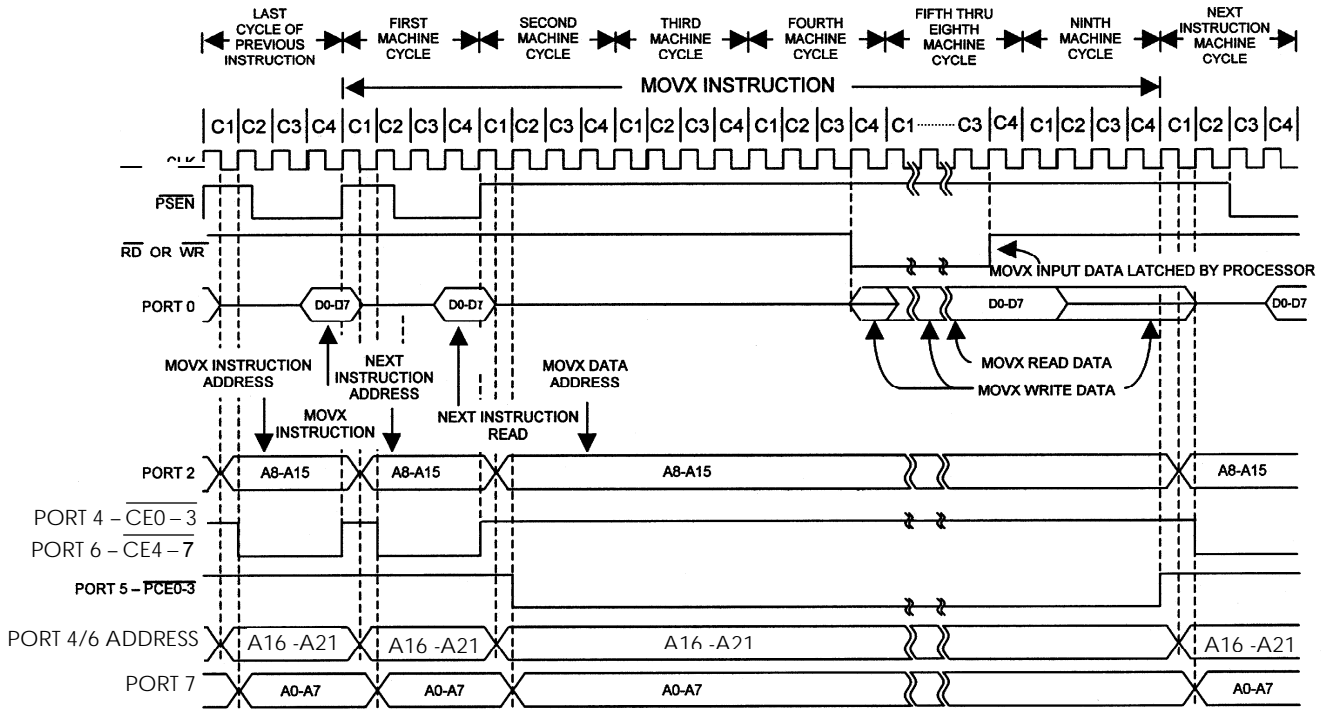 LAST CYCLE OF PREVIOUS INSTRUCTION
FIRST MACHINE CYCLE
SECOND MACHINE CYCLE
THIRD MACHINE CYCLE
FOURTH MACHINE CYCLE
FIFTH THRU EIGHTH MACHINE CYCLE
NINTH MACHINE CYCLE
NEXT INSTRUCTION MACHINE CYCLE
MOVX INSTRUCTION
C1 C2 C3 C4 C1 C2 C3 C4 C1 C2 C3 C4 C1 C2 C3 C4 C1 C2 C3 C4 C1 ........ C3 C4 C1 C2 C3 C4 C1 C2 C3 C4
CLK
PSEN
RD OR WR
MOVX INPUT DATA LATCHED BY PROCESSOR
PORT 0 D0-D7 D0-D7 D0-D7 D0-D7
MOVX INSTRUCTION ADDRESS
NEXT INSTRUCTION ADDRESS
MOVX DATA ADDRESS
MOVX READ DATA
MOVX WRITE DATA
MOVX INSTRUCTION
NEXT INSTRUCTION READ
PORT 2 A8-A15 A8-A15 A8-A15 A8-A15
PORT 4 – CE0 – 3
PORT 6 – CE4 – 7
PORT 5 – PCE0-3
PORT 4/6 ADDRESS A16 -A21 A16 -A21 A16 -A21 A16 -A21
PORT 7 A0-A7 A0-A7 A0-A7 A0-A7